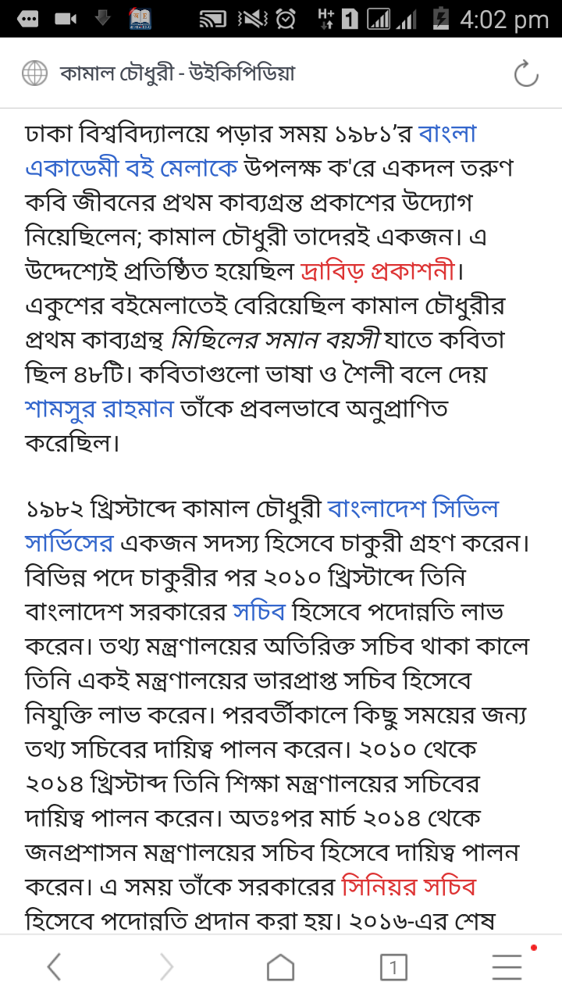 4:02 pm
কামাল চৌধুরী - উইকিপিডিয়া
ঢাকা বিশ্ববিদ্যালয়ে পড়ার সময় ১৯৮১’র বাংলা
একাডেমী বই মেলাকে উপলক্ষ ক'রে একদল তরুণ
কবি জীবনের প্রথম কাব্যগ্রন্ত প্রকাশের উদ্যোগ
নিয়েছিলেন; কামাল চৌধুরী তাদেরই একজন। এ
উদ্দেশ্যেই প্রতিষ্ঠিত হয়েছিল দ্রাবিড় প্রকাশনী।
একুশের বইমেলাতেই বেরিয়েছিল কামাল চৌধুরীর
প্রথম কাব্যগ্রন্থ মিছিলের সমান বয়সী যাতে কবিতা
ছিল ৪৮টি। কবিতাগুলো ভাষা ও শৈলী বলে দেয়
শামসুর রাহমান তাঁকে প্রবলভাবে অনুপ্রাণিত
করেছিল।
১৯৮২ খ্রিস্টাব্দে কামাল চৌধুরী বাংলাদেশ সিভিল
সার্ভিসের একজন সদস্য হিসেবে চাকুরী গ্রহণ করেন।
বিভিন্ন পদে চাকুরীর পর ২০১০ খ্রিস্টাব্দে তিনি
বাংলাদেশ সরকারের সচিব হিসেবে পদোন্নতি লাভ
করেন। তথ্য মন্ত্রণালয়ের অতিরিক্ত সচিব থাকা কালে
তিনি একই মন্ত্রণালয়ের ভারপ্রাপ্ত সচিব হিসেবে
নিযুক্তি লাভ করেন। পরবর্তীকালে কিছু সময়ের জন্য
তথ্য সচিবের দায়িত্ব পালন করেন। ২০১০ থেকে
২০১৪ খ্রিস্টাব্দ তিনি শিক্ষা মন্ত্রণালয়ের সচিবের
দায়িত্ব পালন করেন। অতঃপর মার্চ ২০১৪ থেকে
জনপ্রশাসন মন্ত্রণালয়ের সচিব হিসেবে দায়িত্ব পালন
করেন। এ সময় তাঁকে সরকারের সিনিয়র সচিব
হিসেবে পদোন্নতি প্রদান করা হয়। ২০১৬-এর শেষ
1